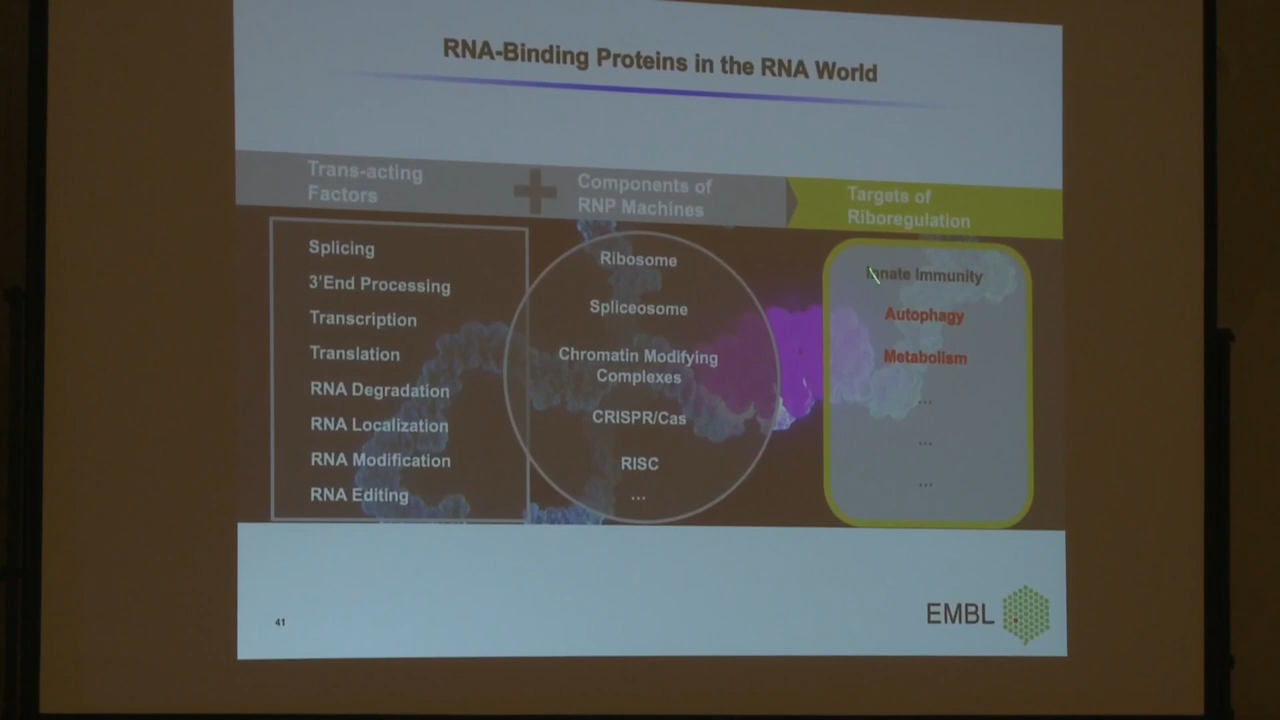 RNA-Binding Proteins in the RNA World
Trans-acting
Factors
Components of
RNP Machines
Targets of
Riboregulation
Splicing
3'End Processing
Transcription
Translation
RNA Degradation
RNA Localization
RNA Modification
RNA Editing
Ribosome
Spliceosome
Chromatin Modifying
Complexes
CRISPR/Cas
RISC
...
Innate Immunity
Autophagy
Metabolism
...
...
...
41
EMBL